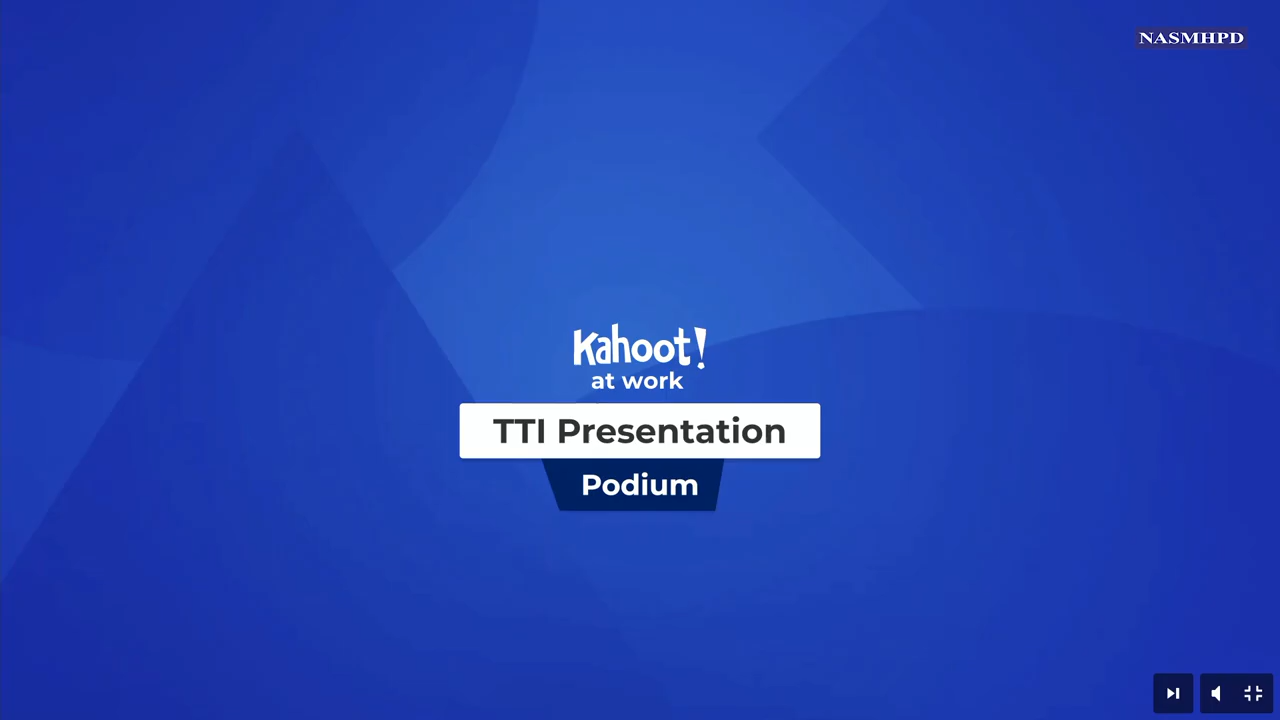 NASMHPD
Kahoot!
at work
TTI Presentation
Podium